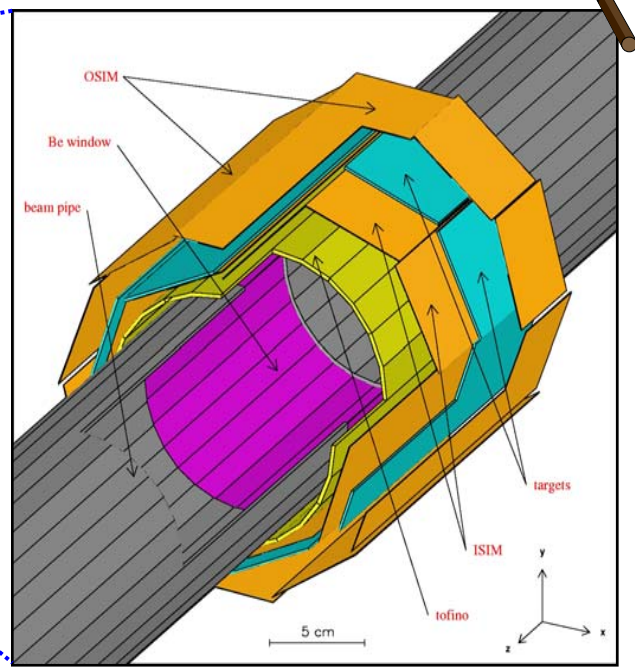 OSIM
Be window
beam pipe
targets
ISIM
tofino
5 cm
y
x
z